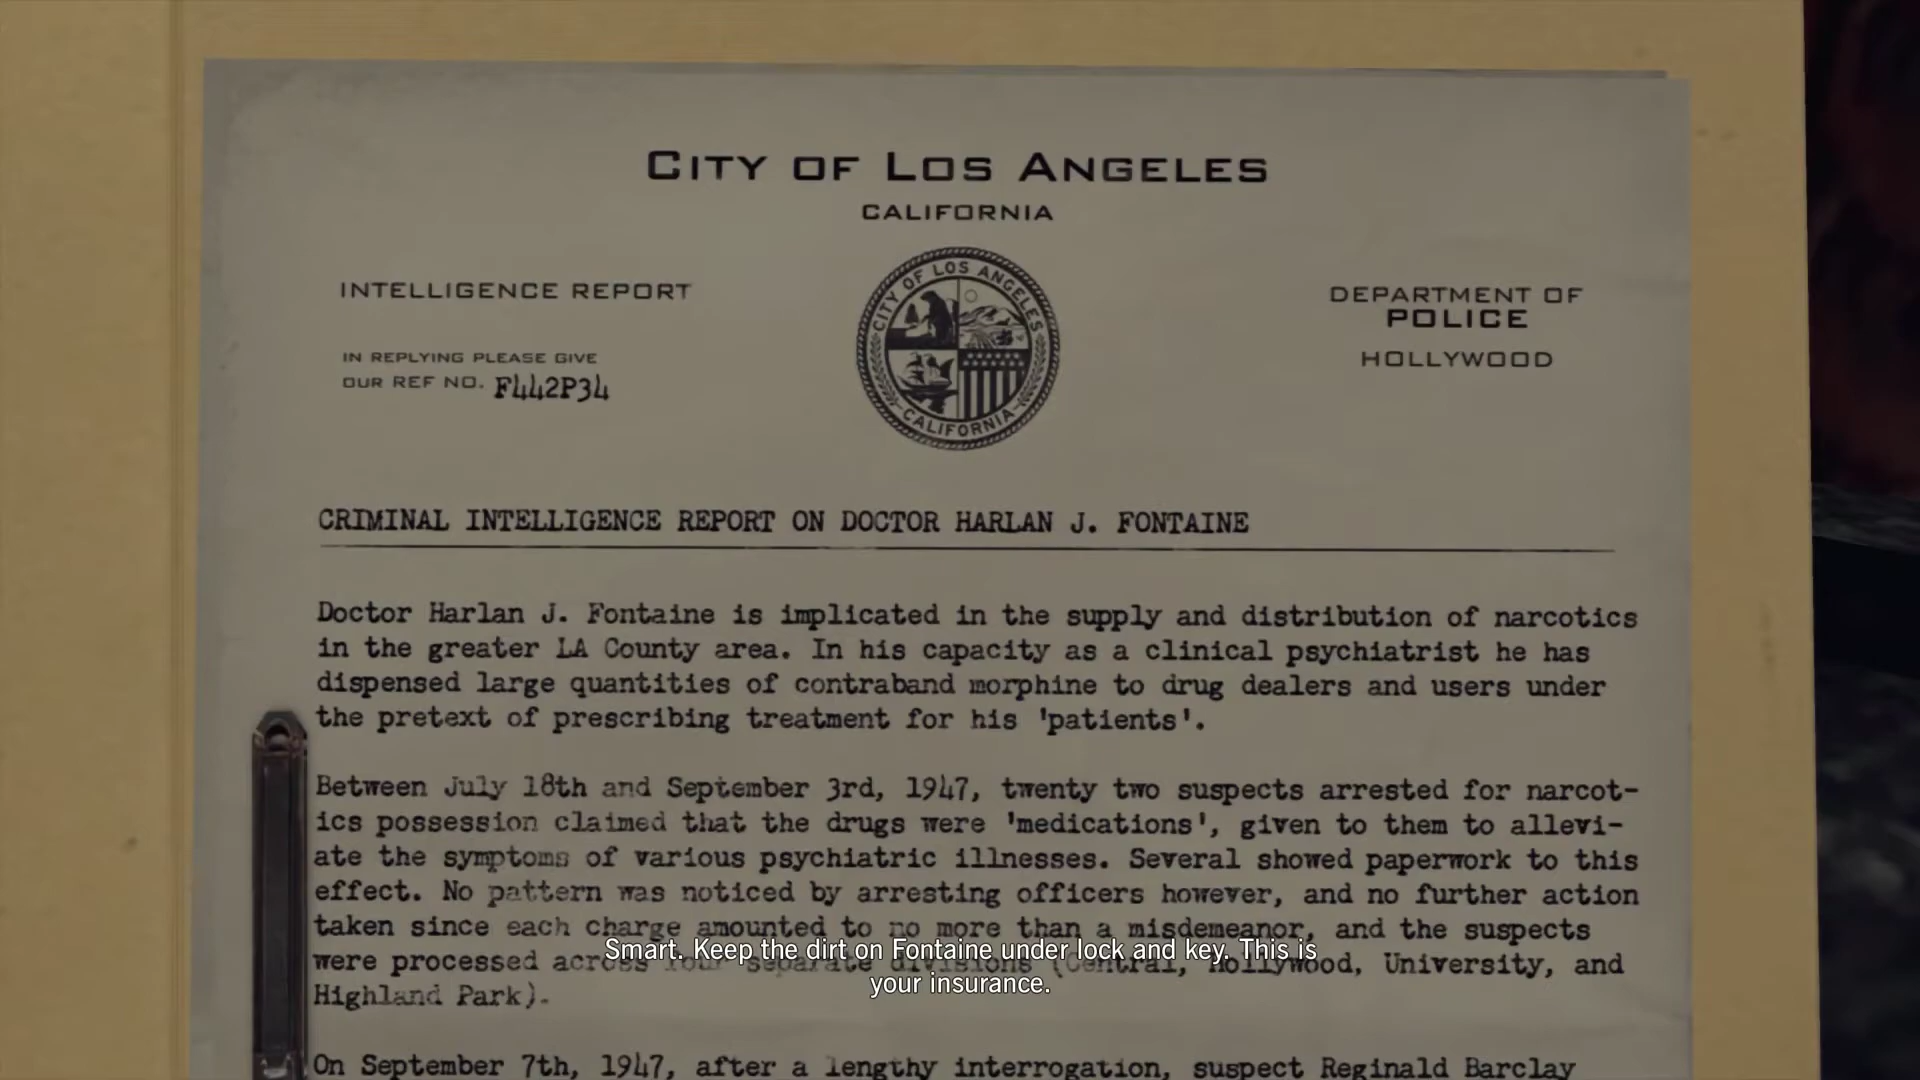 CITY OF LOS ANGELES
CALIFORNIA
INTELLIGENCE REPORT
IN REPLYING PLEASE GIVE
OUR REF NO. F442P34
CITY OF LOS ANGELES
CALIFORNIA
DEPARTMENT OF
POLICE
HOLLYWOOD
CRIMINAL INTELLIGENCE REPORT ON DOCTOR HARLAN J. FONTAINE
Doctor Harlan J. Fontaine is implicated in the supply and distribution of narcotics
in the greater LA County area. In his capacity as a clinical psychiatrist he has
dispensed large quantities of contraband morphine to drug dealers and users under
the pretext of prescribing treatment for his 'patients'.
Between July 18th and September 3rd, 1947, twenty two suspects arrested for narcot-
ics possession claimed that the drugs were 'medications', given to them to allevi-
ate the symptoms of various psychiatric illnesses. Several showed paperwork to this
effect. No pattern was noticed by arresting officers however, and no further action
taken since each charge amounted to no more than a misdemeanor, and the suspects
were processed across four separate divisions (Central, Hollywood, University, and
Highland Park).
On September 7th, 1947, after a lengthy interrogation, suspect Reginald Barclay
Smart. Keep the dirt on Fontaine under lock and key. This is
your insurance.